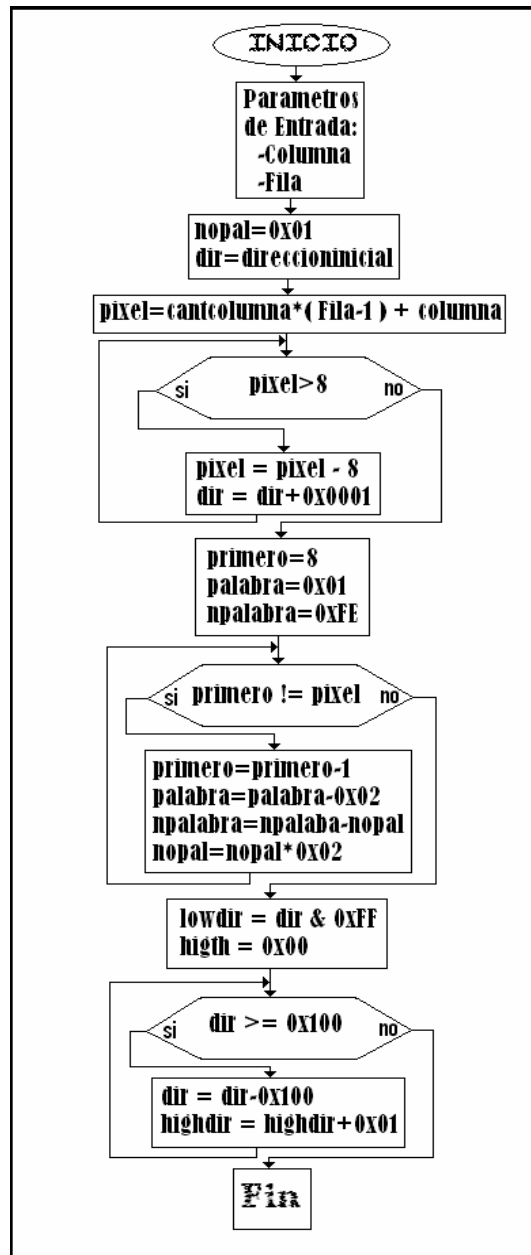 INICIO
Parametros
de Entrada:
-Columna
-Fila
nopal=0x01
dir=direccioninicial
pixel=cantcolumna*( Fila-1 ) + columna
si pixel>8 no
pixel = pixel - 8
dir = dir+0x0001
primero=8
palabra=0x01
npalabra=0xFE
si primero != pixel no
primero=primero-1
palabra=palabra-0x02
npalabra=npalaba-nopal
nopal=nopal*0x02
lowdir = dir & 0xFF
higth = 0x00
si dir >= 0x100 no
dir = dir-0x100
highdir = highdir+0x01
Fin